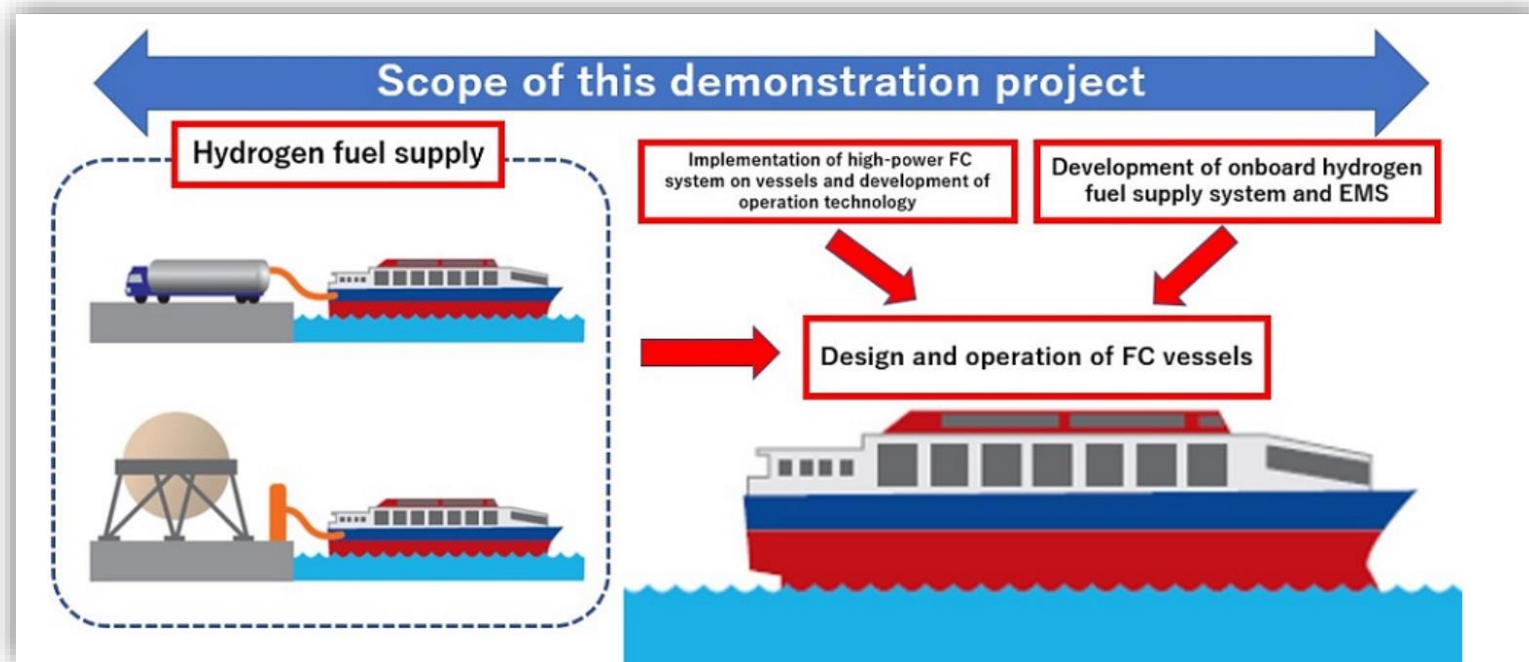 Scope of this demonstration project
Hydrogen fuel supply
Implementation of high-power FC
system on vessels and development of
operation technology
Development of onboard hydrogen
fuel supply system and EMS
Design and operation of FC vessels